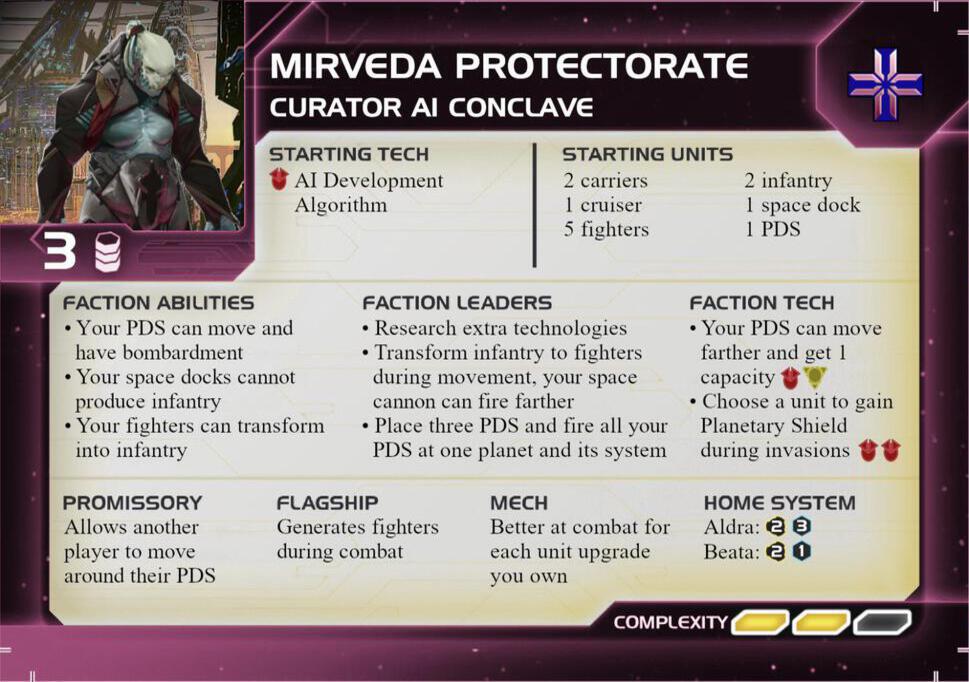 MIRVEDA PROTECTORATE
CURATOR AI CONCLAVE
3
STARTING TECH
AI Development
Algorithm
STARTING UNITS
2 carriers
1 cruiser
5 fighters
2 infantry
1 space dock
1 PDS
FACTION ABILITIES
• Your PDS can move and
have bombardment
• Your space docks cannot
produce infantry
• Your fighters can transform
into infantry
FACTION LEADERS
• Research extra technologies
• Transform infantry to fighters
during movement, your space
cannon can fire farther
• Place three PDS and fire all your
PDS at one planet and its system
FACTION TECH
• Your PDS can move
farther and get 1
capacity
• Choose a unit to gain
Planetary Shield
during invasions
PROMISSORY
Allows another
player to move
around their PDS
FLAGSHIP
Generates fighters
during combat
MECH
Better at combat for
each unit upgrade
you own
HOME SYSTEM
Aldra: 2 3
Beata: 2 1
COMPLEXITY